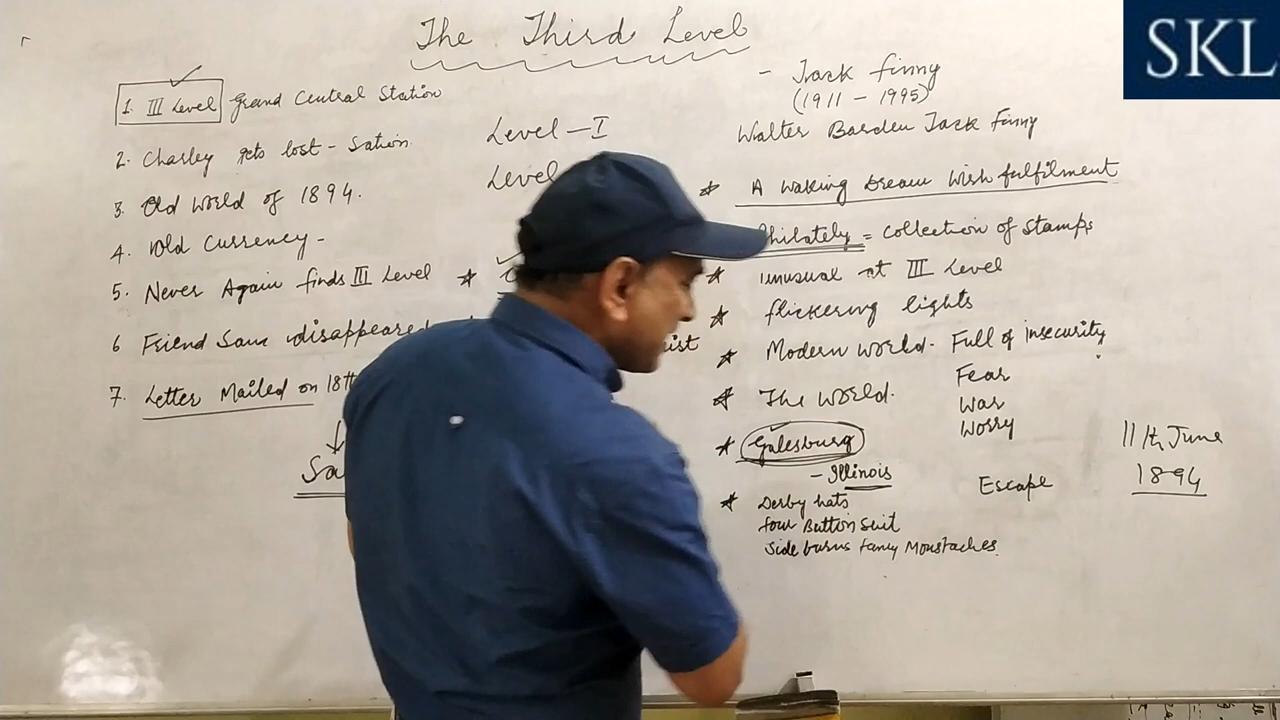 The Third Level
SKL
- Jack finny
(1911 - 1995)
Walter Barden Jack Finny
1. III Level Grand Central Station
2. Charley gets lost - Sation.
3. Old world of 1894.
4. Old Currency -
5. Never Again finds III Level
6 Friend Sam disappeared
7. Letter Mailed on 18th
Level - I
Level
A waking Dream wish fulfilment
Philately = collection of stamps
unusual at III Level
flickering lights
Modern world. Full of insecurity
Fear
War
Worry
The world.
Galesburg
- Illinois
Escape
11th June
1894
Derby hats
four Button suit
Side burns fancy Moustaches